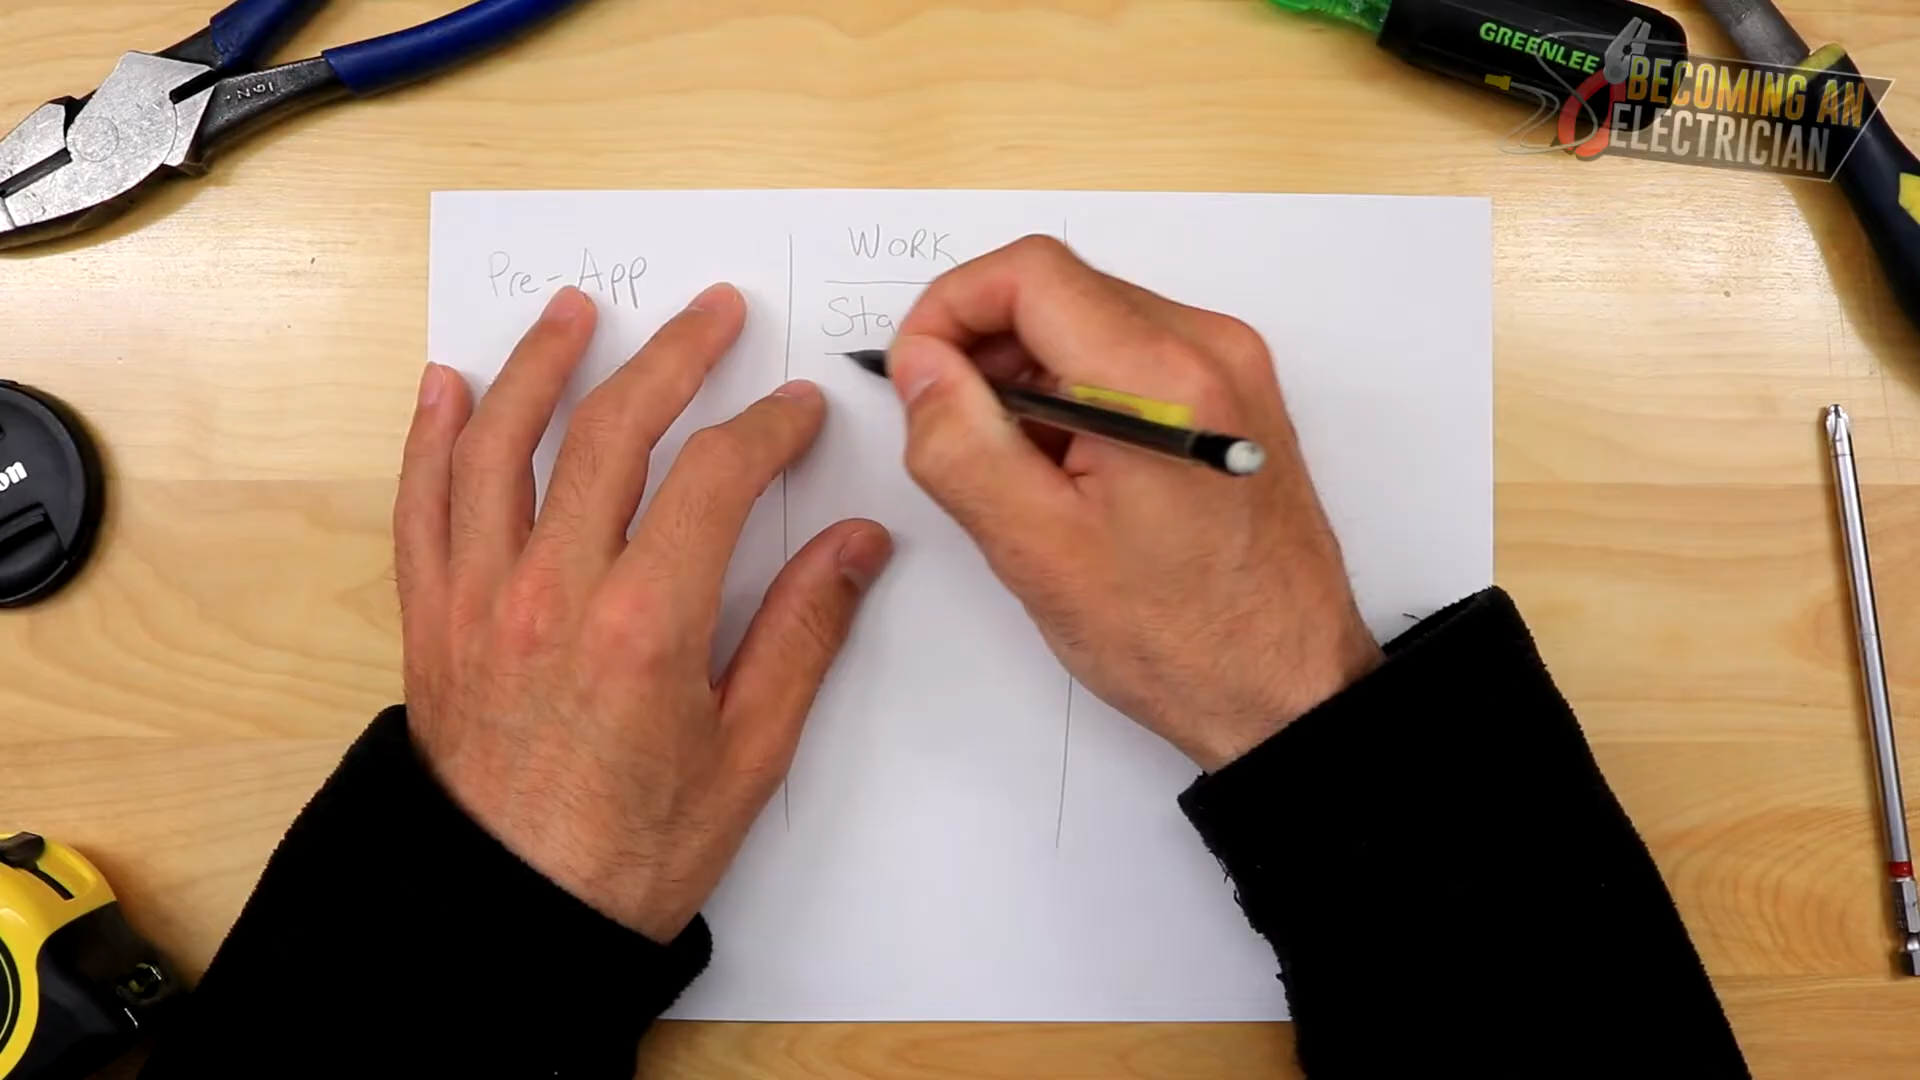 GREENLEE
BECOMING AN
ELECTRICIAN
Pre-App
WORK